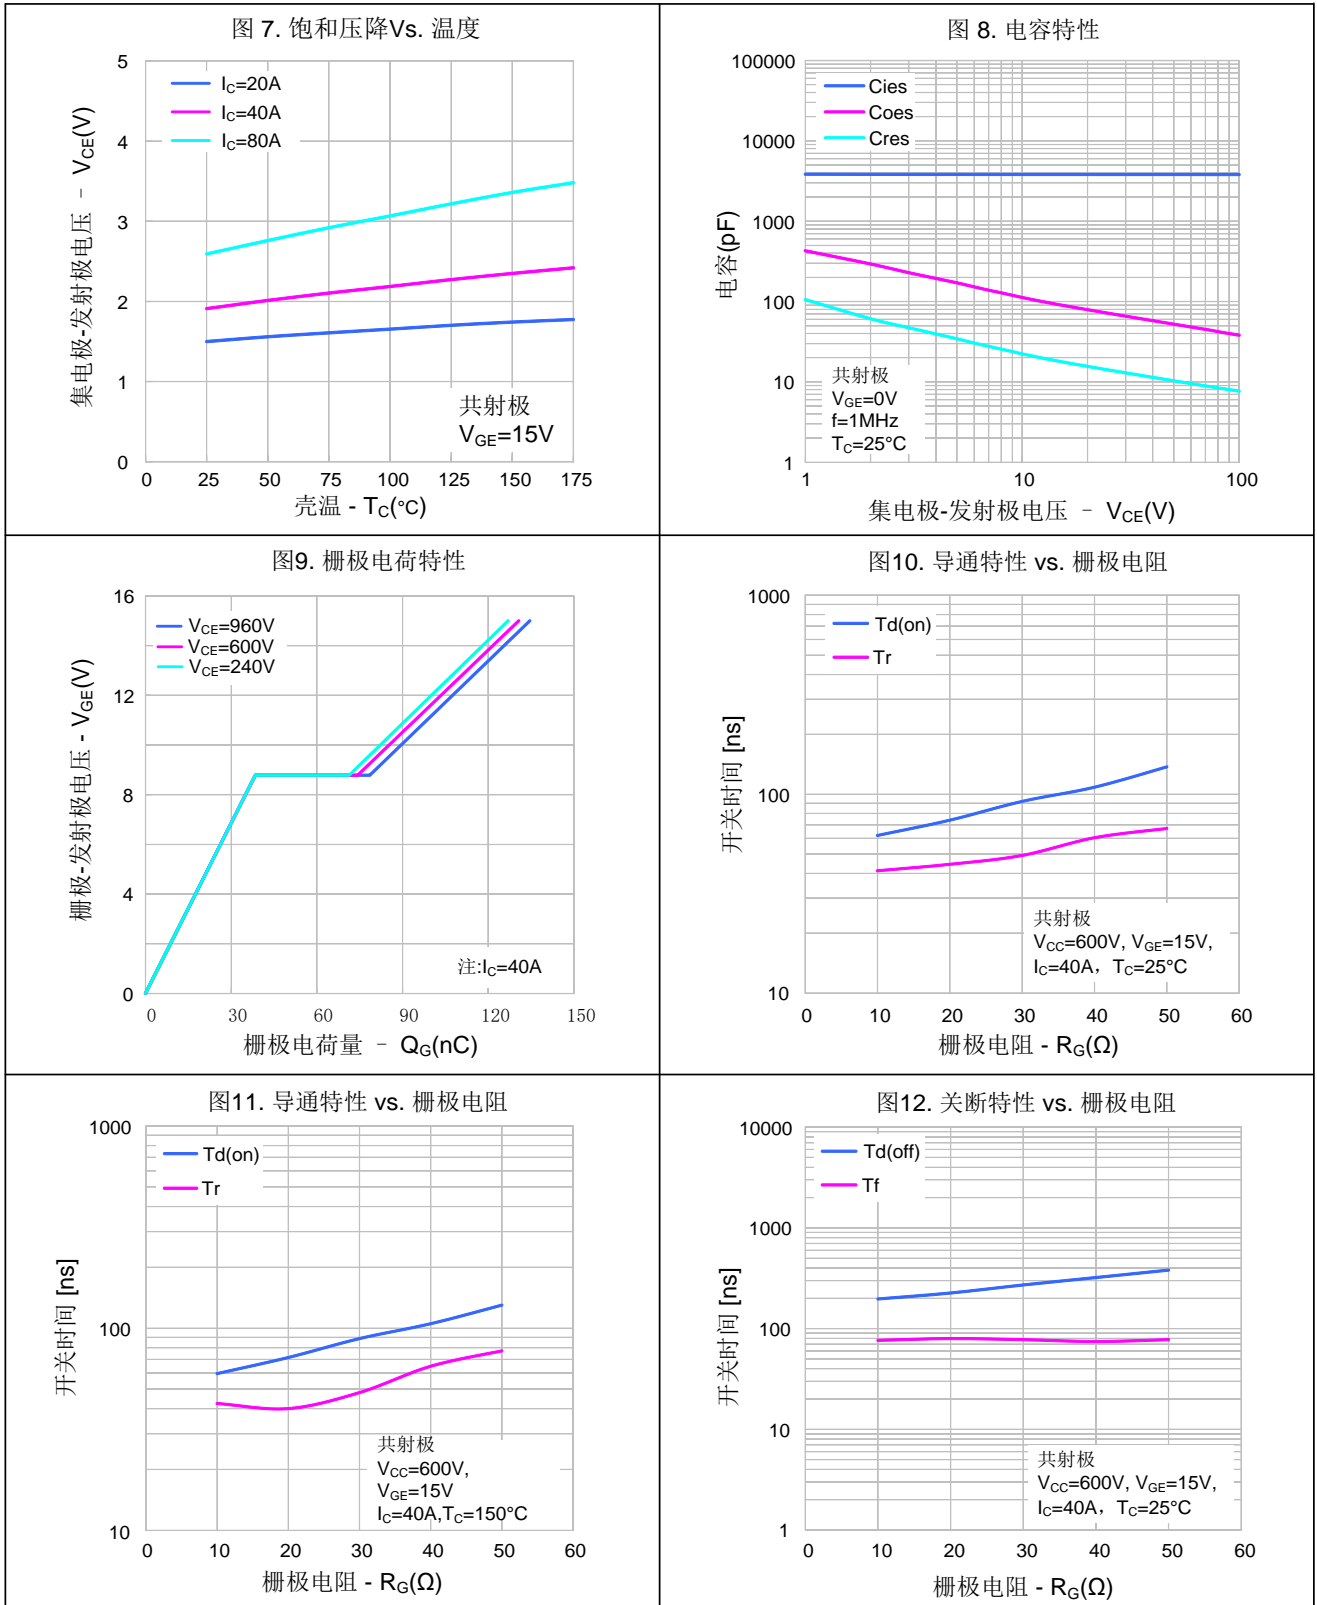 图 7. 饱和压降Vs. 温度
集电极-发射极电压 – VCE(V)
5
4
3
2
1
0
IC=20A
IC=40A
IC=80A
共射极
VGE=15V
0 25 50 75 100 125 150 175
壳温 - TC(°C)
图 8. 电容特性
电容(pF)
100000
10000
1000
100
10
1
Cies
Coes
Cres
共射极
VGE=0V
f=1MHz
TC=25°C
1 10 100
集电极-发射极电压 – VCE(V)
图9. 栅极电荷特性
栅极-发射极电压 - VGE(V)
16
12
8
4
0
VCE=960V
VCE=600V
VCE=240V
注:IC=40A
0 30 60 90 120 150
栅极电荷量 – QG(nC)
图10. 导通特性 vs. 栅极电阻
开关时间 [ns]
1000
100
10
Td(on)
Tr
共射极
VCC=600V, VGE=15V,
IC=40A，TC=25°C
0 10 20 30 40 50 60
栅极电阻 - RG(Ω)
图11. 导通特性 vs. 栅极电阻
开关时间 [ns]
1000
100
10
Td(on)
Tr
共射极
VCC=600V,
VGE=15V
IC=40A,TC=150°C
0 10 20 30 40 50 60
栅极电阻 - RG(Ω)
图12. 关断特性 vs. 栅极电阻
开关时间 [ns]
10000
1000
100
10
1
Td(off)
Tf
共射极
VCC=600V, VGE=15V,
IC=40A，TC=25°C
0 10 20 30 40 50 60
栅极电阻 - RG(Ω)